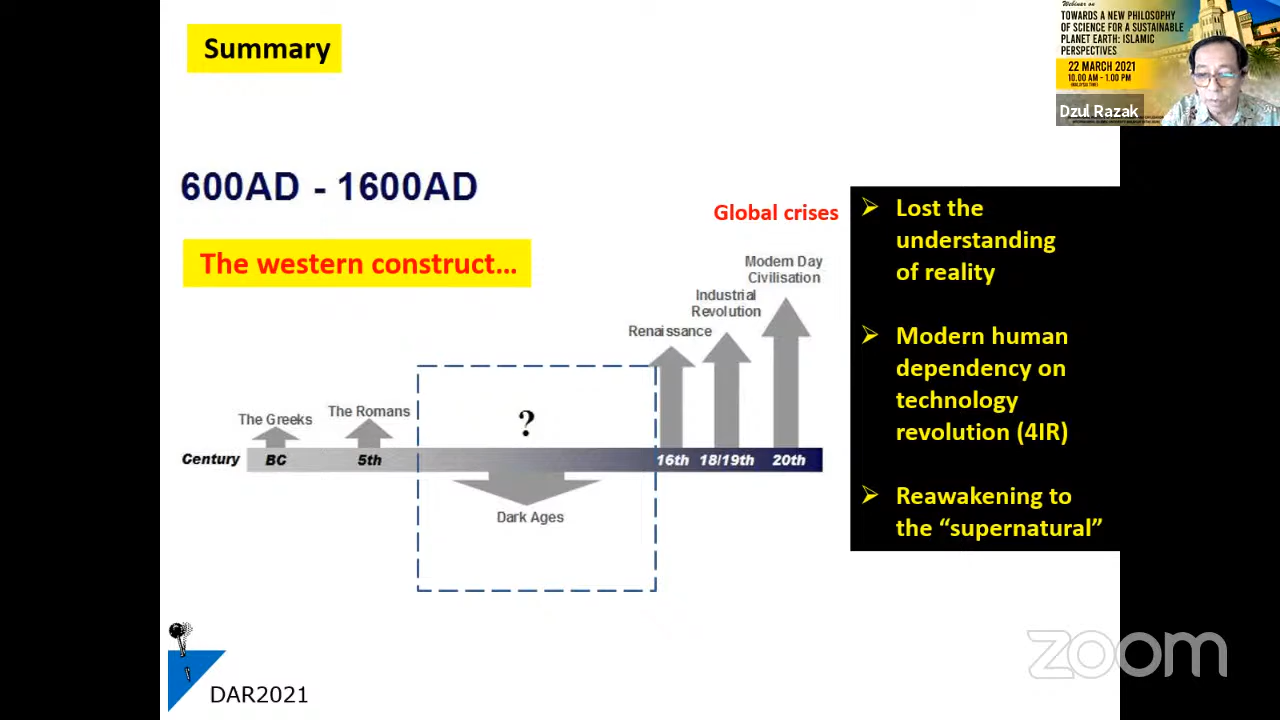 Summary
Webinar on
TOWARDS A NEW PHILOSOPHY
OF SCIENCE FOR A SUSTAINABLE
PLANET EARTH: ISLAMIC
PERSPECTIVES
22 MARCH 2021
10.00 AM - 1.00 PM
(MALAYSIA TIME)
Dzul Razak
600AD - 1600AD
The western construct...
Global crises
Modern Day
Civilisation
Industrial
Revolution
Renaissance
The Romans
The Greeks
?
Century BC 5th 16th 18/19th 20th
Dark Ages
➢ Lost the
understanding
of reality
➢ Modern human
dependency on
technology
revolution (4IR)
➢ Reawakening to
the “supernatural”
DAR2021
zoom